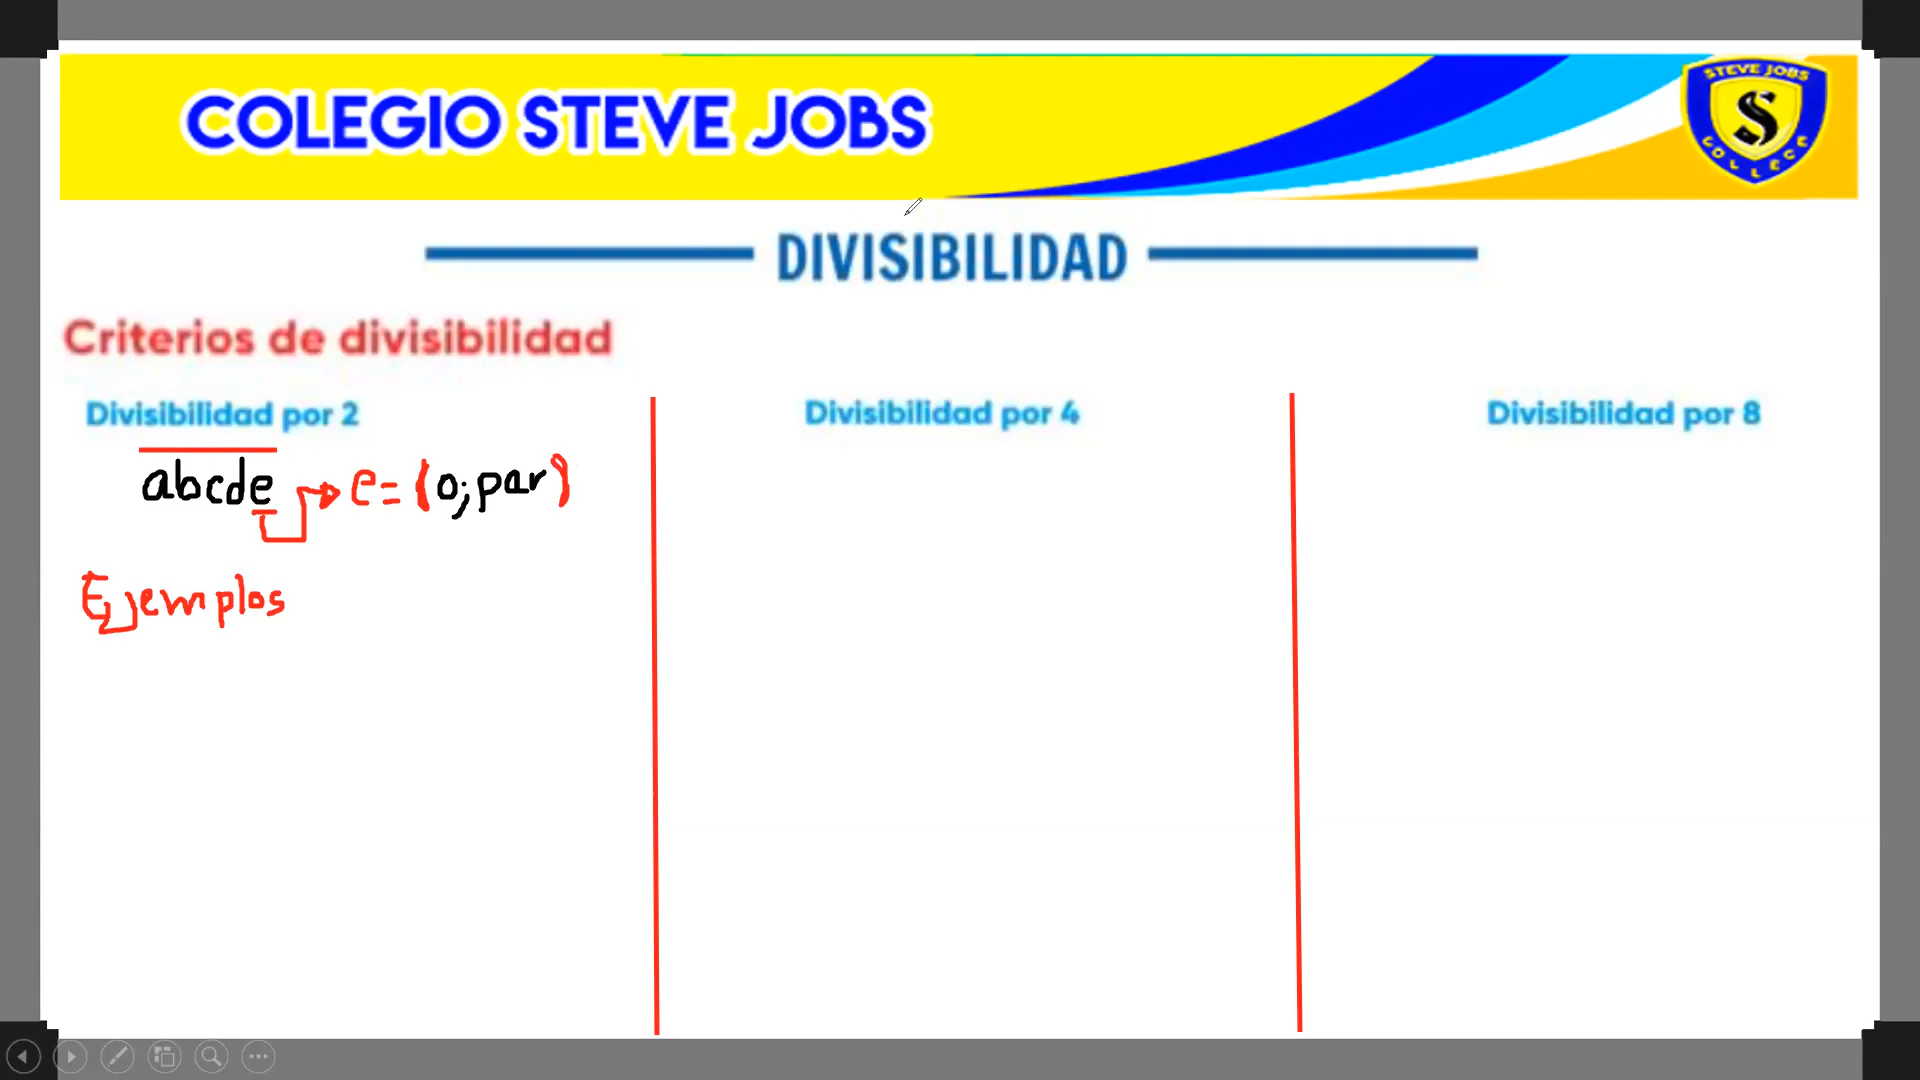 COLEGIO STEVE JOBS
STEVE JOBS
S
COLLEGE
DIVISIBILIDAD
Criterios de divisibilidad
Divisibilidad por 2
Divisibilidad por 4
Divisibilidad por 8
abcde → e = (0; par)
Ejemplos